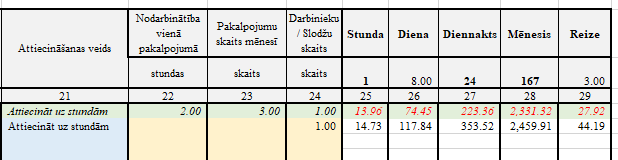 Attiecināšanas veids Nodarbinātība vienā pakalpojumā Pakalpojumu skaits mēnesī Darbinieku / Slodžu skaits Stunda Diena Diennakts Mēnesis Reize
stundas skaits skaits 1 8.00 24 167 3.00
21 22 23 24 25 26 27 28 29
Attiecināt uz stundām 2.00 3.00 1.00 13.96 74.45 223.36 2,331.32 27.92
Attiecināt uz stundām 1.00 14.73 117.84 353.52 2,459.91 44.19